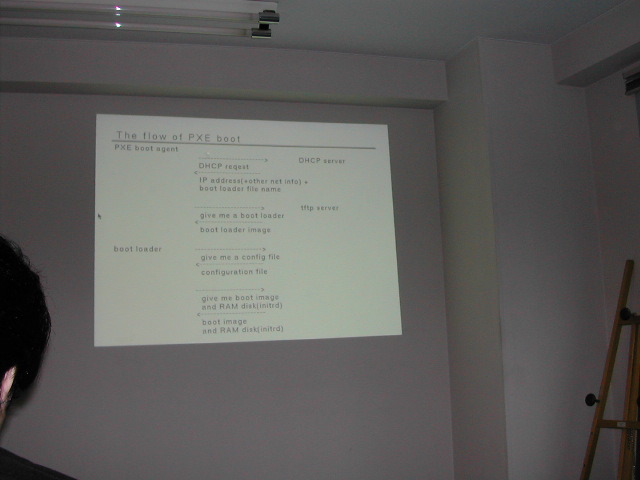 The flow of PXE boot
PXE boot agent
DHCP server
DHCP reqest
IP address(+other net info) +
boot loader file name
tftp server
give me a boot loader
boot loader image
boot loader
give me a config file
configuration file
give me boot image
and RAM disk(initrd)
boot image
and RAM disk(initrd)